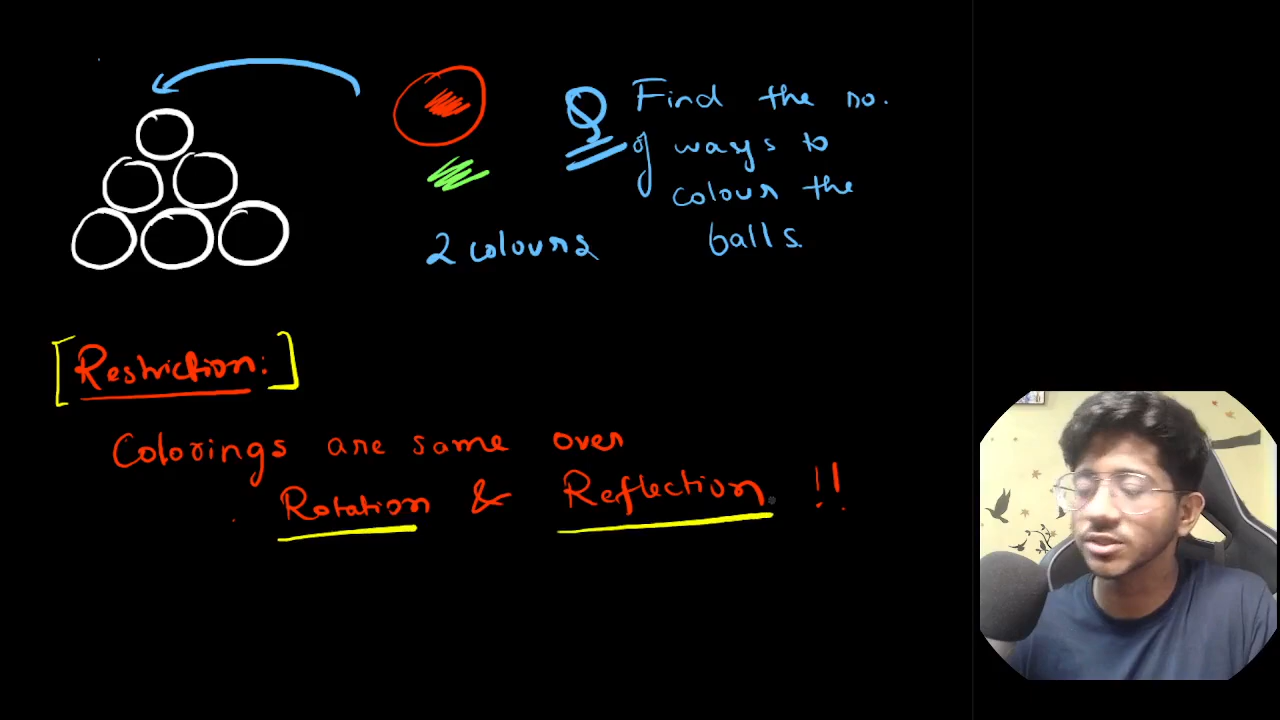 Q Find the no.
of ways to
colour the
balls.
2 colours
[Restriction:]
Colorings are same over
Rotation & Reflection !!